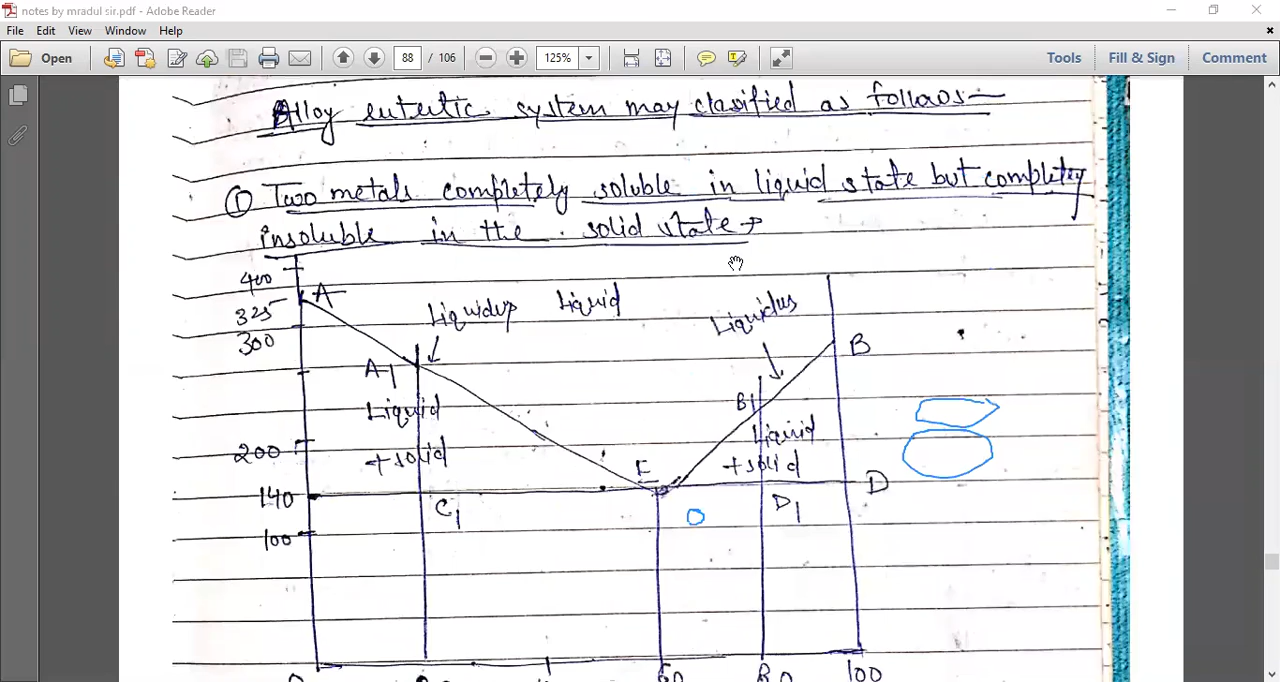 notes by mradul sir.pdf - Adobe Reader
File Edit View Window Help
Open 88 / 106 125% Tools Fill & Sign Comment
Alloy eutectic system may clasified as follows—
① Two metals completely soluble in liquid state but completly
insoluble in the solid state→
400
A
325
300
Liquidus Liquid Liquidus
B
A1
B1
Liquid Liquid
+ solid + solid
200
E
D
140
C1 D1
100
60 80 100